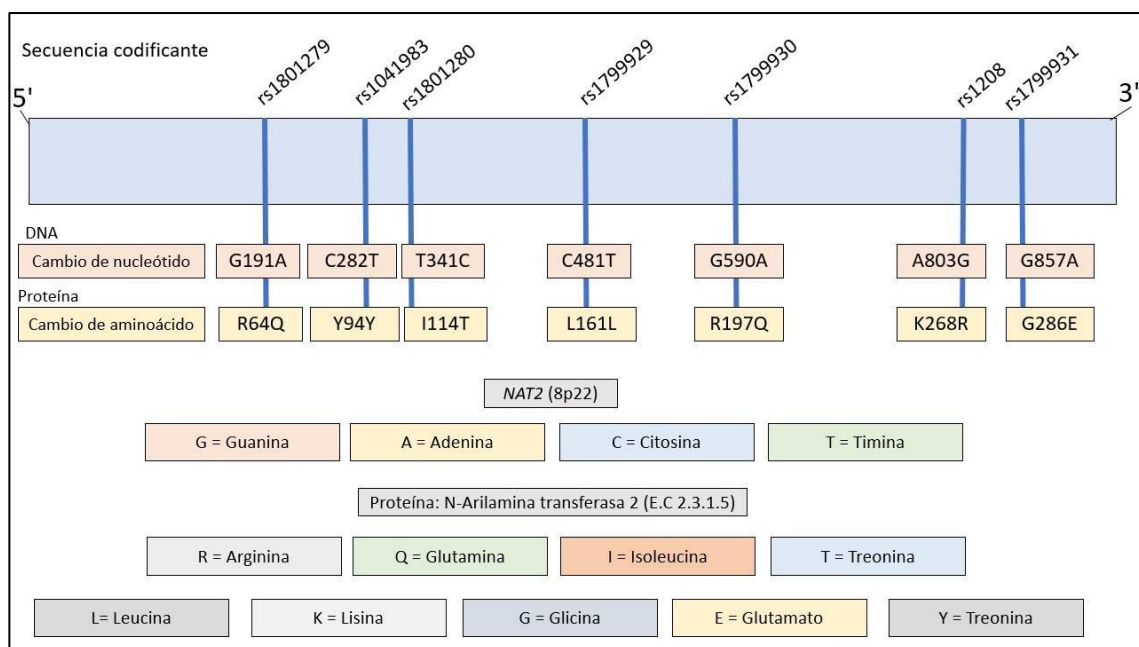 Secuencia codificante
rs1801279
rs1041983
rs1801280
rs1799929
rs1799930
rs1208
rs1799931
5'
3'
DNA
Cambio de nucleótido
G191A
C282T
T341C
C481T
G590A
A803G
G857A
Proteína
Cambio de aminoácido
R64Q
Y94Y
I114T
L161L
R197Q
K268R
G286E
NAT2 (8p22)
G = Guanina
A = Adenina
C = Citosina
T = Timina
Proteína: N-Arilamina transferasa 2 (E.C 2.3.1.5)
R = Arginina
Q = Glutamina
I = Isoleucina
T = Treonina
L= Leucina
K = Lisina
G = Glicina
E = Glutamato
Y = Treonina